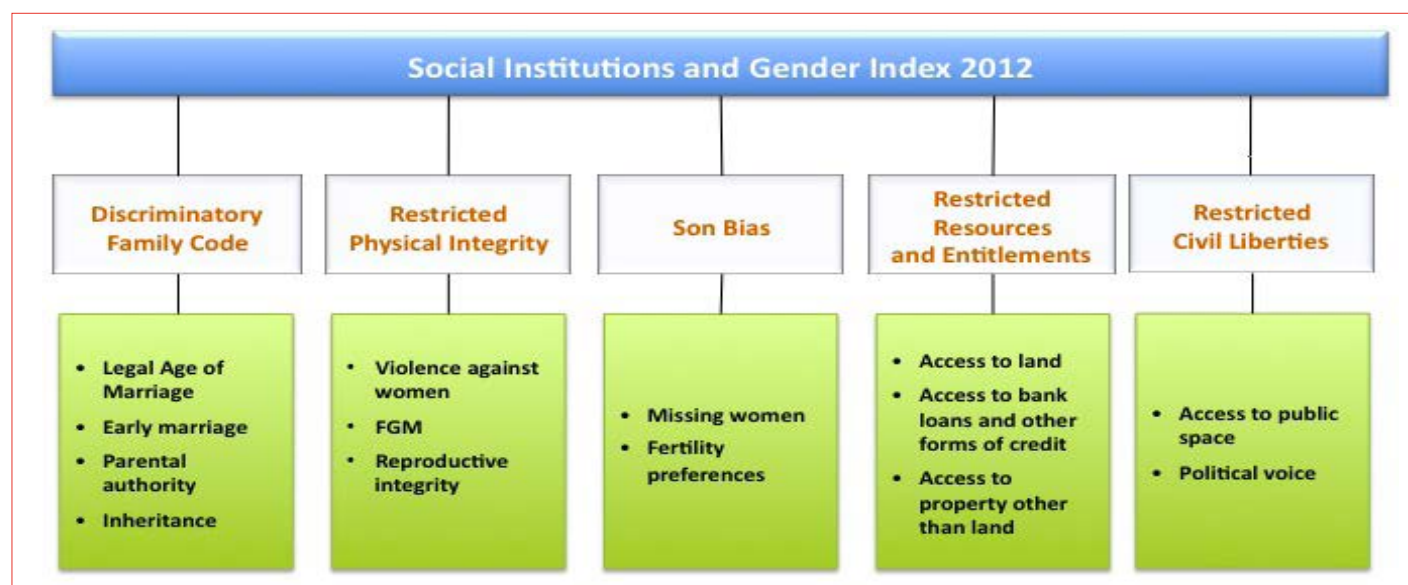 Social Institutions and Gender Index 2012
Discriminatory
Family Code
Restricted
Physical Integrity
Son Bias
Restricted
Resources
and Entitlements
Restricted
Civil Liberties
• Legal Age of
Marriage
• Early marriage
• Parental
authority
• Inheritance
• Violence against
women
• FGM
• Reproductive
integrity
• Missing women
• Fertility
preferences
• Access to land
• Access to bank
loans and other
forms of credit
• Access to
property other
than land
• Access to public
space
• Political voice